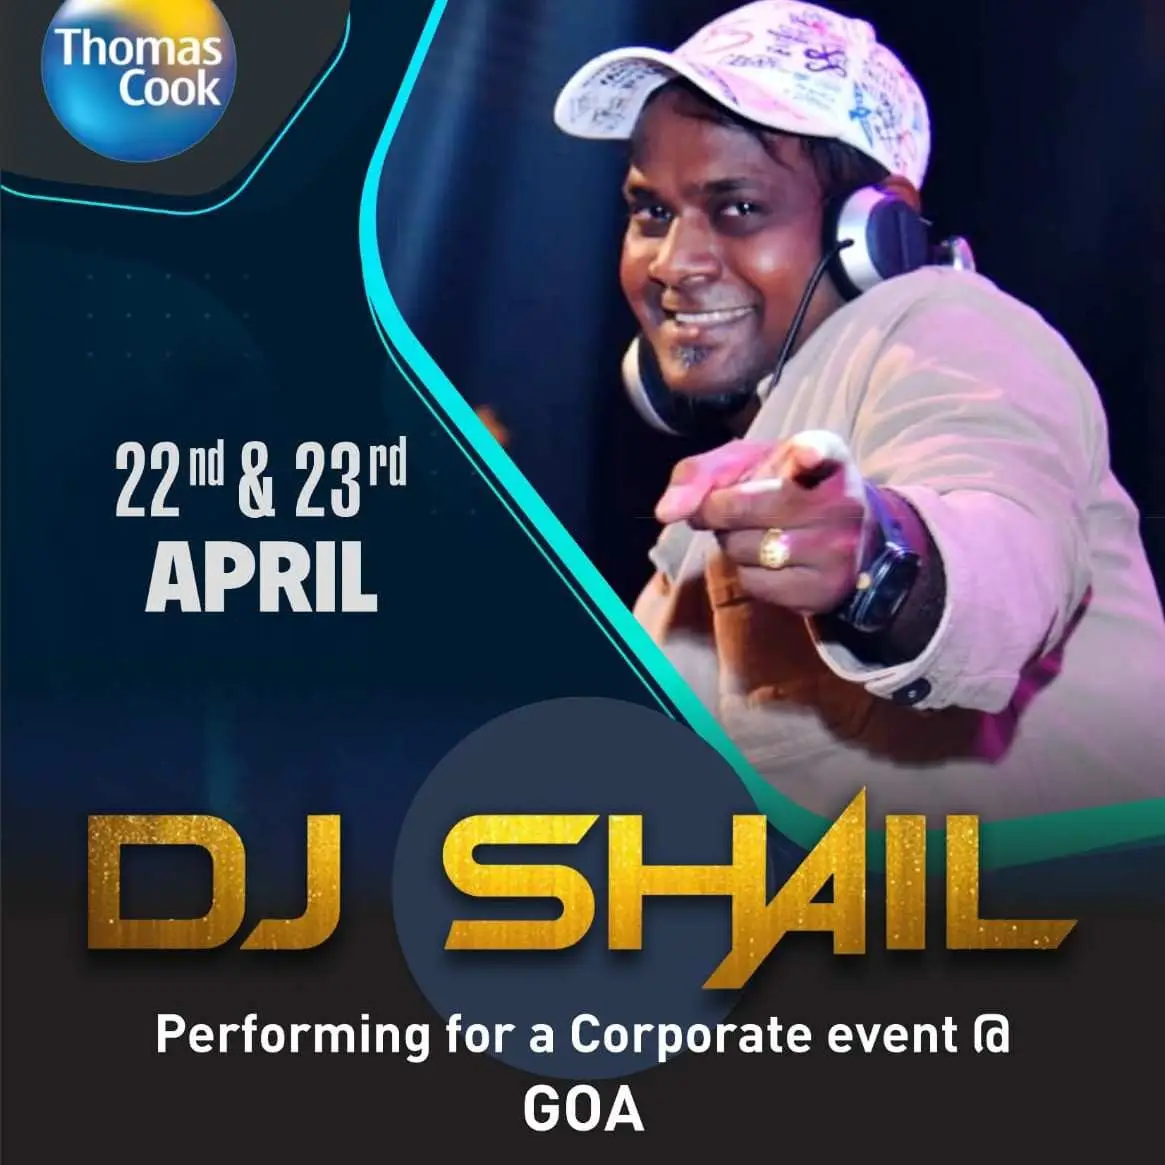 Thomas
Cook
22nd & 23rd
APRIL
DJ SHAIL
Performing for a Corporate event @
GOA